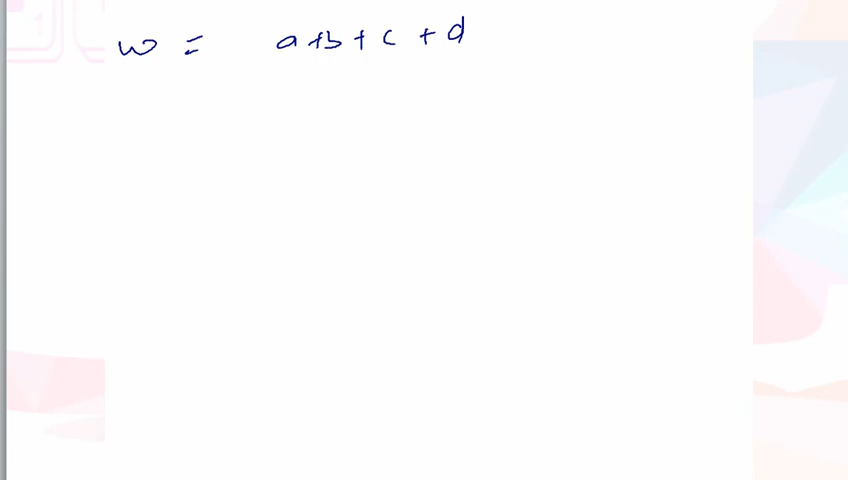 w = a+b+c+d